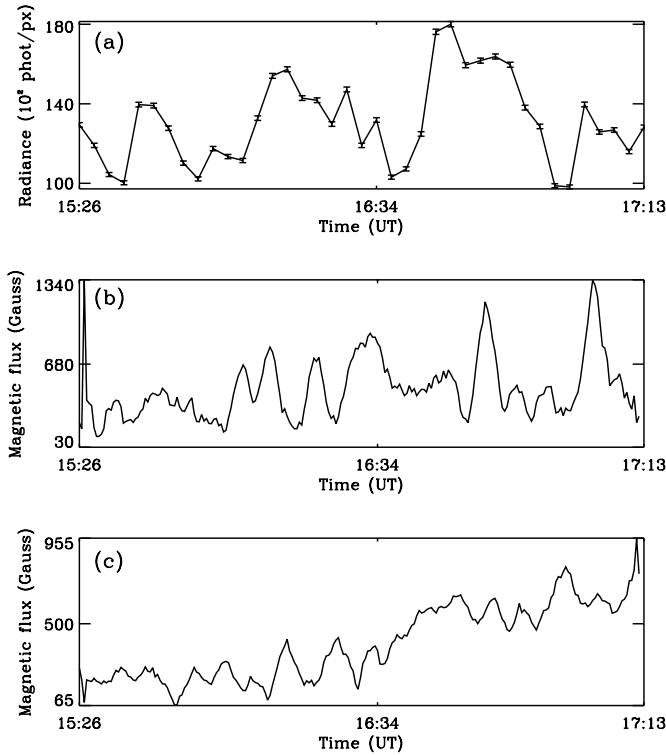 (a)
180
140
100
Radiance (10² phot/px)
15:26
16:34
17:13
Time (UT)
(b)
1340
680
30
Magnetic flux (Gauss)
15:26
16:34
17:13
Time (UT)
(c)
955
500
65
Magnetic flux (Gauss)
15:26
16:34
17:13
Time (UT)